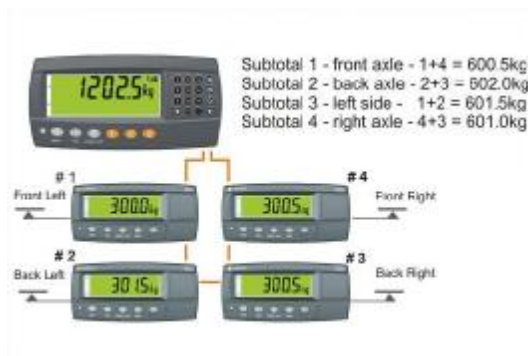 1202.5kg
Subtotal 1 - front axle - 1+4 = 600.5kg
Subtotal 2 - back axle - 2+3 = 602.0kg
Subtotal 3 - left side - 1+2 = 601.5kg
Subtotal 4 - right axle - 4+3 = 601.0kg
# 1
# 4
Front Left
300.0kg
300.5kg
Front Right
# 2
# 3
Back Left
301.5kg
300.5kg
Back Right